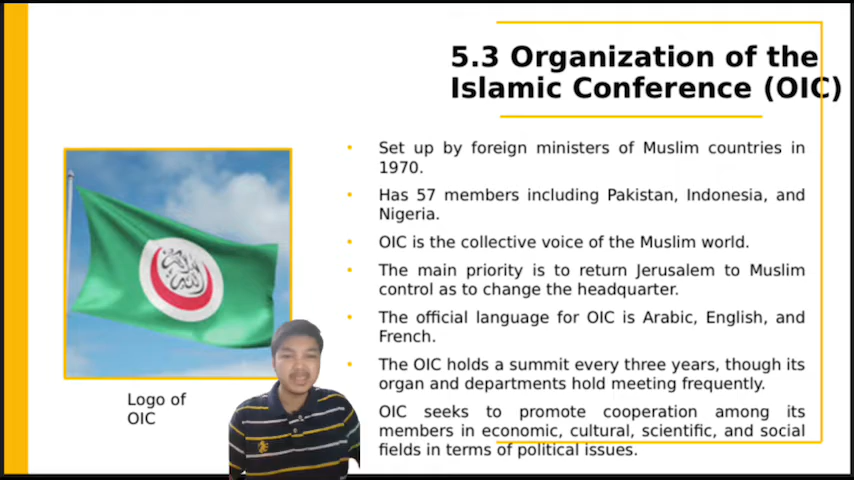 5.3 Organization of the
Islamic Conference (OIC)
• Set up by foreign ministers of Muslim countries in
1970.
• Has 57 members including Pakistan, Indonesia, and
Nigeria.
• OIC is the collective voice of the Muslim world.
• The main priority is to return Jerusalem to Muslim
control as to change the headquarter.
• The official language for OIC is Arabic, English, and
French.
• The OIC holds a summit every three years, though its
organ and departments hold meeting frequently.
OIC seeks to promote cooperation among its
members in economic, cultural, scientific, and social
fields in terms of political issues.
الله أكبر
Logo of
OIC